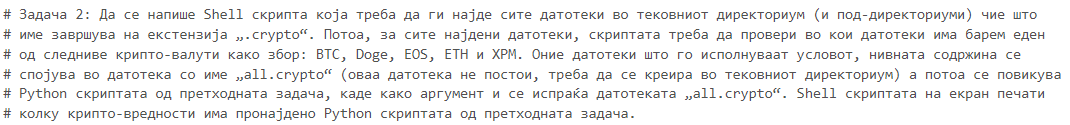 # Задача 2: Да се напише Shell скрипта која треба да ги најде сите датотеки во тековниот директориум (и под-директориуми) чие што
# име завршува на екстензија „.crypto“. Потоа, за сите најдени датотеки, скриптата треба да провери во кои датотеки има барем еден
# од следниве крипто-валути како збор: BTC, Doge, EOS, ETH и XPM. Оние датотеки што го исполнуваат условот, нивната содржина се
# спојува во датотека со име „all.crypto“ (оваа датотека не постои, треба да се креира во тековниот директориум) а потоа се повикува
# Python скриптата од претходната задача, каде како аргумент и се испраќа датотеката „all.crypto“. Shell скриптата на екран печати
# колку крипто-вредности има пронајдено Python скриптата од претходната задача.